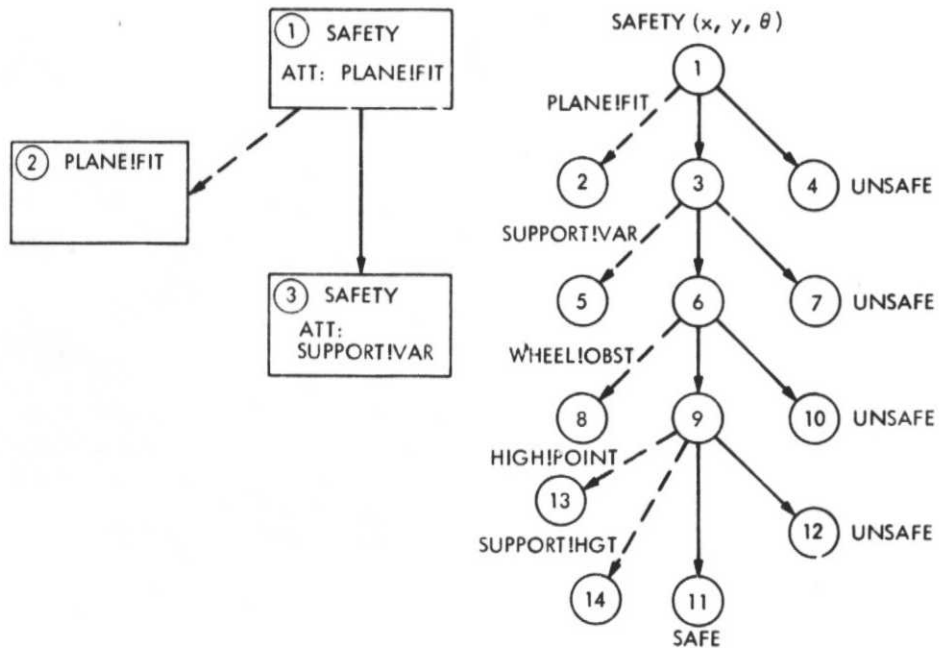 1 SAFETY
ATT: PLANE!FIT
2 PLANE!FIT
3 SAFETY
ATT:
SUPPORT!VAR
SAFETY (x, y, θ)
1
PLANE!FIT
2
3
4 UNSAFE
SUPPORT!VAR
5
6
7 UNSAFE
WHEEL!OBST
8
9
10 UNSAFE
HIGH!POINT
13
12 UNSAFE
SUPPORT!HGT
14
11
SAFE